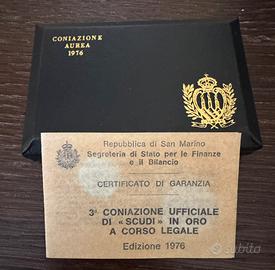 CONIAZIONE
AUREA
1976
Repubblica di San Marino
Segreteria di Stato per le Finanze
e il Bilancio
CERTIFICATO DI GARANZIA
3ª CONIAZIONE UFFICIALE
DI «SCUDI» IN ORO
A CORSO LEGALE
Edizione 1976
subito